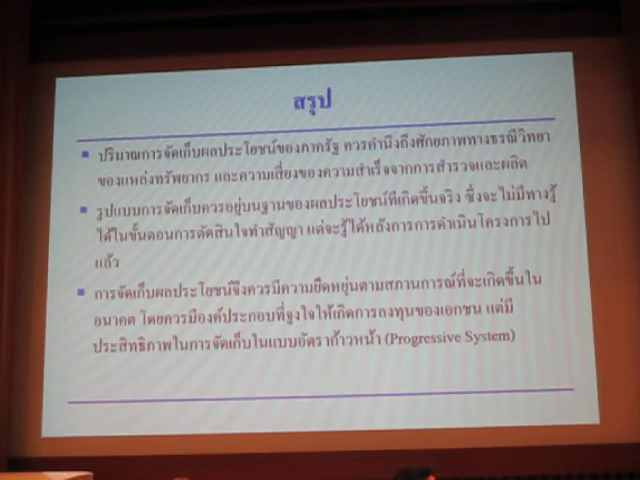 สรุป
ปริมาณการจัดเก็บผลประโยชน์ของภาครัฐ ควรคำนึงถึงศักยภาพทางธรณีวิทยา
ของแหล่งทรัพยากร และความเสี่ยงของความสำเร็จจากการสำรวจและผลิต
รูปแบบการจัดเก็บควรอยู่บนฐานของผลประโยชน์ที่เกิดขึ้นจริง ซึ่งจะไม่มีทางรู้
ได้ในขั้นตอนการตัดสินใจทำสัญญา แต่จะรู้ได้หลังการการดำเนินโครงการไป
แล้ว
การจัดเก็บผลประโยชน์จึงควรมีความยืดหยุ่นตามสถานการณ์ที่จะเกิดขึ้นใน
อนาคต โดยควรมีองค์ประกอบที่จูงใจให้เกิดการลงทุนของเอกชน แต่มี
ประสิทธิภาพในการจัดเก็บในแบบอัตราก้าวหน้า (Progressive System)